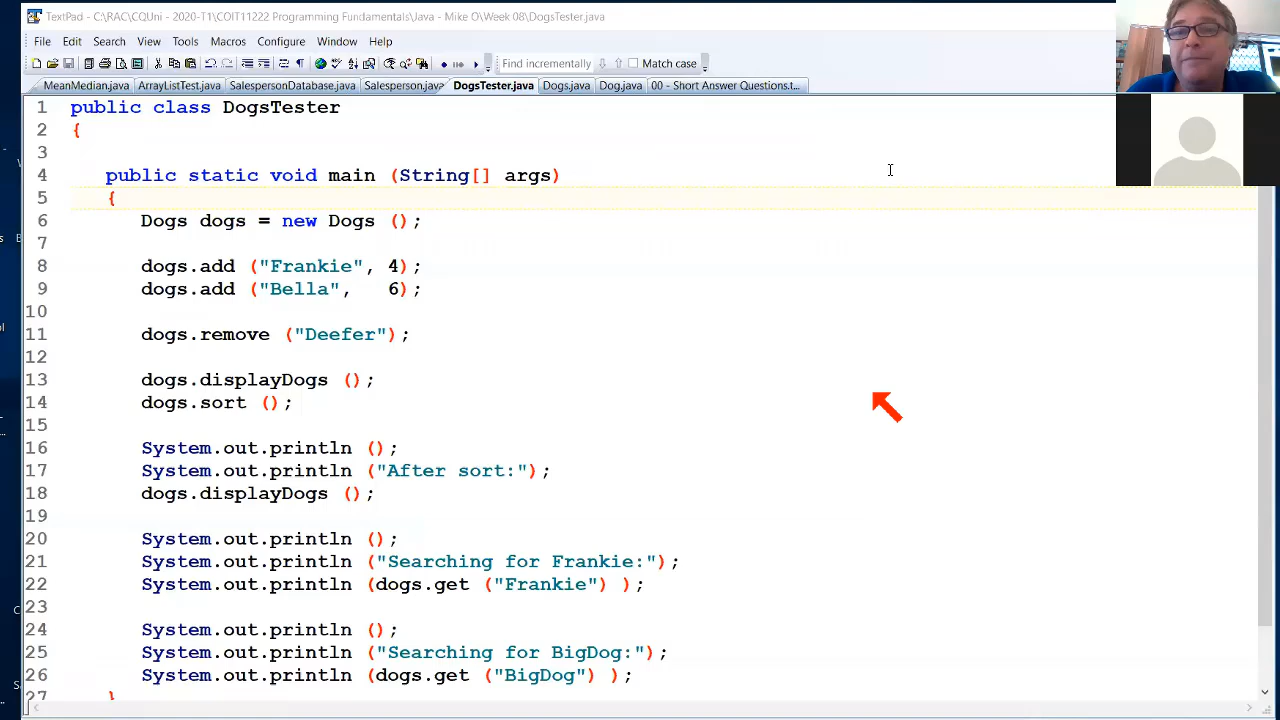 TextPad - C:\RAC\CQUni - 2020-T1\COIT11222 Programming Fundamentals\Java - Mike O\Week 08\DogsTester.java
File Edit Search View Tools Macros Configure Window Help
Find incrementally Match case
MeanMedian.java ArrayListTest.java SalespersonDatabase.java Salesperson.java DogsTester.java Dogs.java Dog.java 00 - Short Answer Questions.t...
1 public class DogsTester
2 {
3
4 public static void main (String[] args)
5 {
6 Dogs dogs = new Dogs ();
7
8 dogs.add ("Frankie", 4);
9 dogs.add ("Bella", 6);
10
11 dogs.remove ("Deefer");
12
13 dogs.displayDogs ();
14 dogs.sort ();
15
16 System.out.println ();
17 System.out.println ("After sort:");
18 dogs.displayDogs ();
19
20 System.out.println ();
21 System.out.println ("Searching for Frankie:");
22 System.out.println (dogs.get ("Frankie") );
23
24 System.out.println ();
25 System.out.println ("Searching for BigDog:");
26 System.out.println (dogs.get ("BigDog") );
27 }